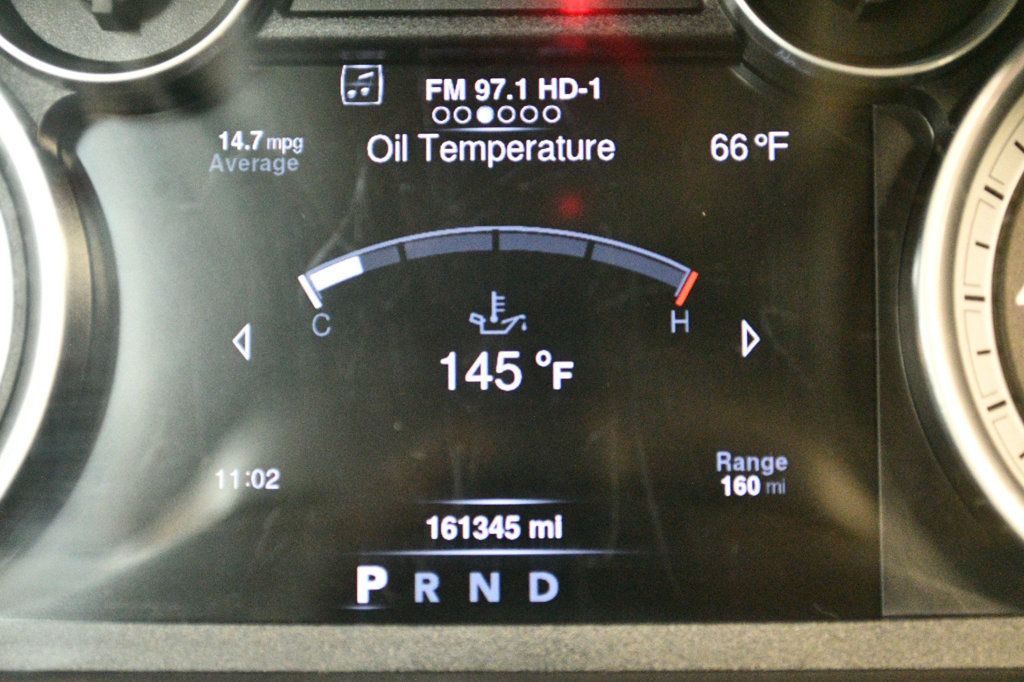 FM 97.1 HD-1
14.7 mpg
Average
Oil Temperature
66 °F
C
H
145 °F
11:02
Range
160 mi
161345 mi
P R N D